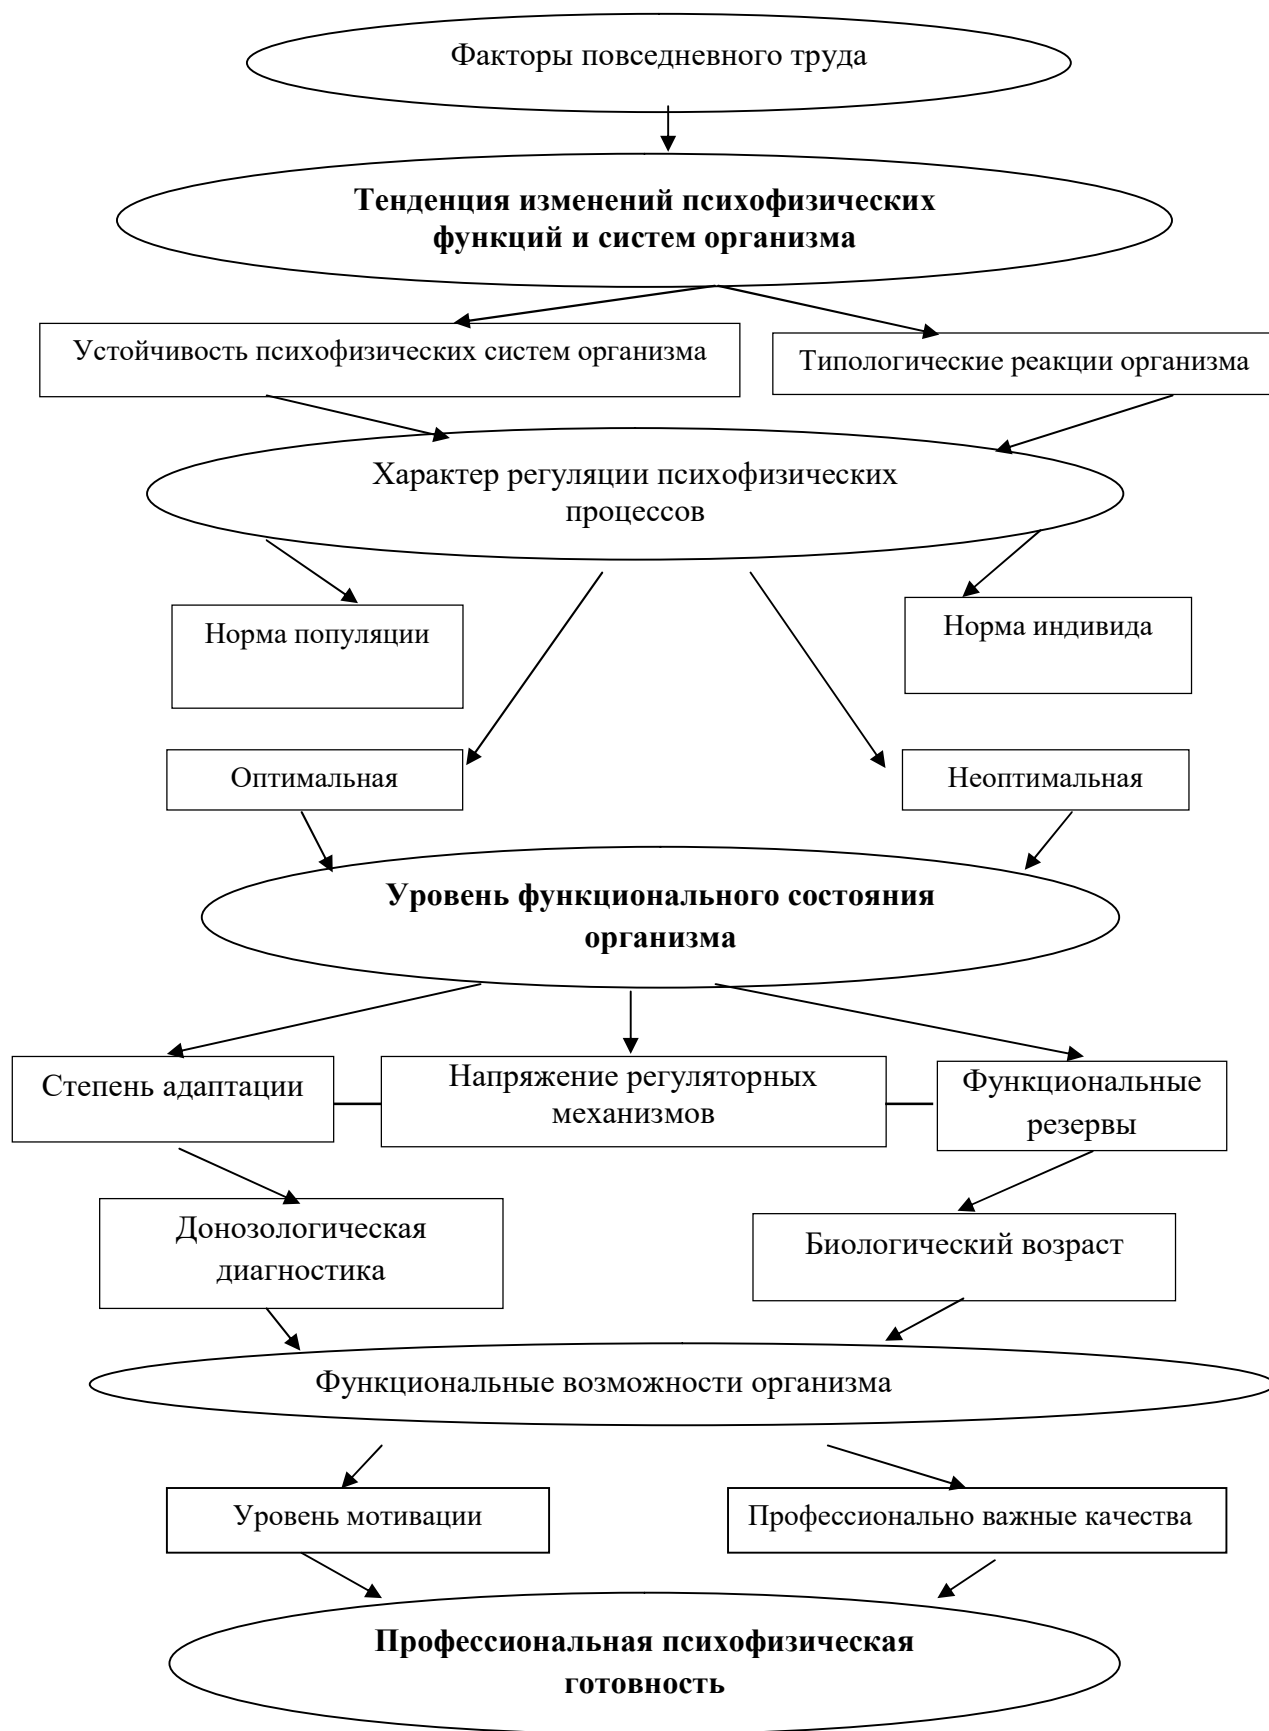 Факторы повседневного труда
Тенденция изменений психофизических
функций и систем организма
Устойчивость психофизических систем организма
Типологические реакции организма
Характер регуляции психофизических
процессов
Норма популяции
Норма индивида
Оптимальная
Неоптимальная
Уровень функционального состояния
организма
Степень адаптации
Напряжение регуляторных
механизмов
Функциональные
резервы
Донозологическая
диагностика
Биологический возраст
Функциональные возможности организма
Уровень мотивации
Профессионально важные качества
Профессиональная психофизическая
готовность